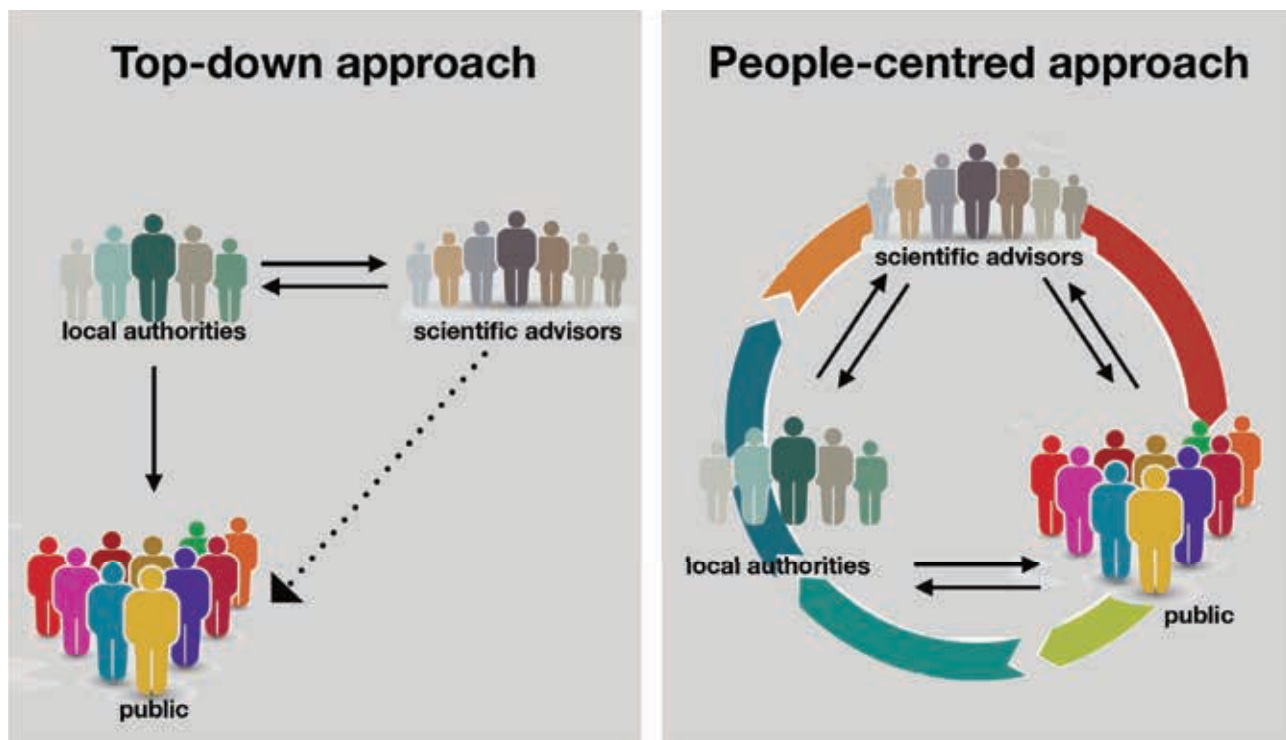 Top-down approach
local authorities
scientific advisors
public
People-centred approach
scientific advisors
local authorities
public